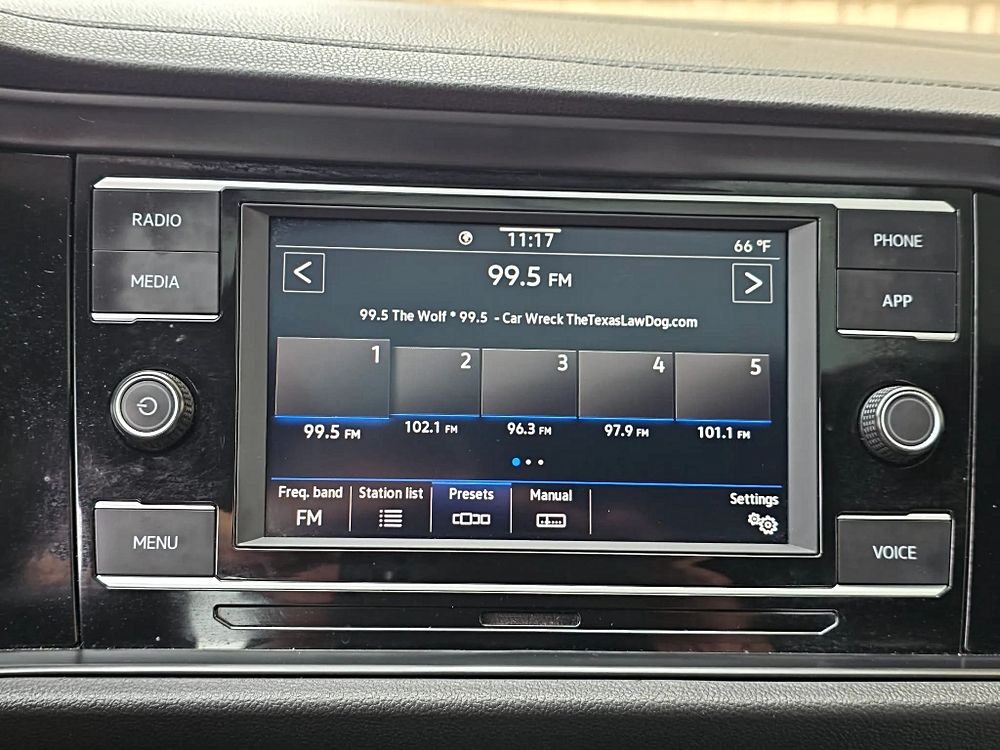 RADIO
MEDIA
MENU
11:17
66 °F
<
99.5 FM
>
99.5 The Wolf * 99.5 - Car Wreck TheTexasLawDog.com
1
2
3
4
5
99.5 FM
102.1 FM
96.3 FM
97.9 FM
101.1 FM
Freq. band
FM
Station list
Presets
Manual
Settings
PHONE
APP
VOICE